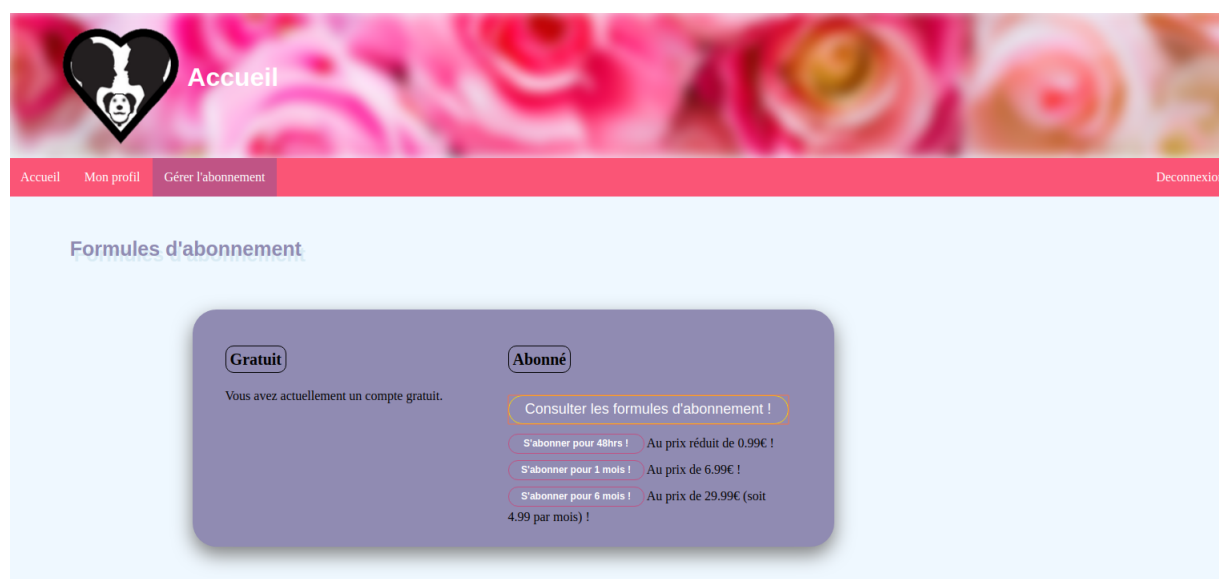 Accueil
Accueil Mon profil Gérer l'abonnement Deconnexion
Formules d'abonnement
Gratuit
Vous avez actuellement un compte gratuit.
Abonné
Consulter les formules d'abonnement !
S'abonner pour 48hrs ! Au prix réduit de 0.99€ !
S'abonner pour 1 mois ! Au prix de 6.99€ !
S'abonner pour 6 mois ! Au prix de 29.99€ (soit
4.99 par mois) !